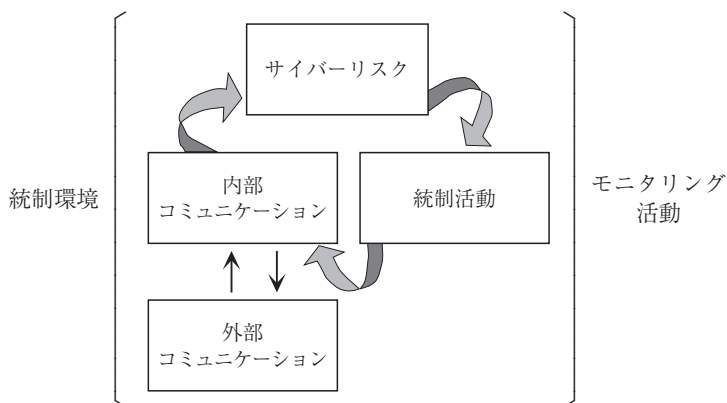 サイバーリスク
内部
コミュニケーション
統制活動
統制環境
モニタリング
活動
外部
コミュニケーション